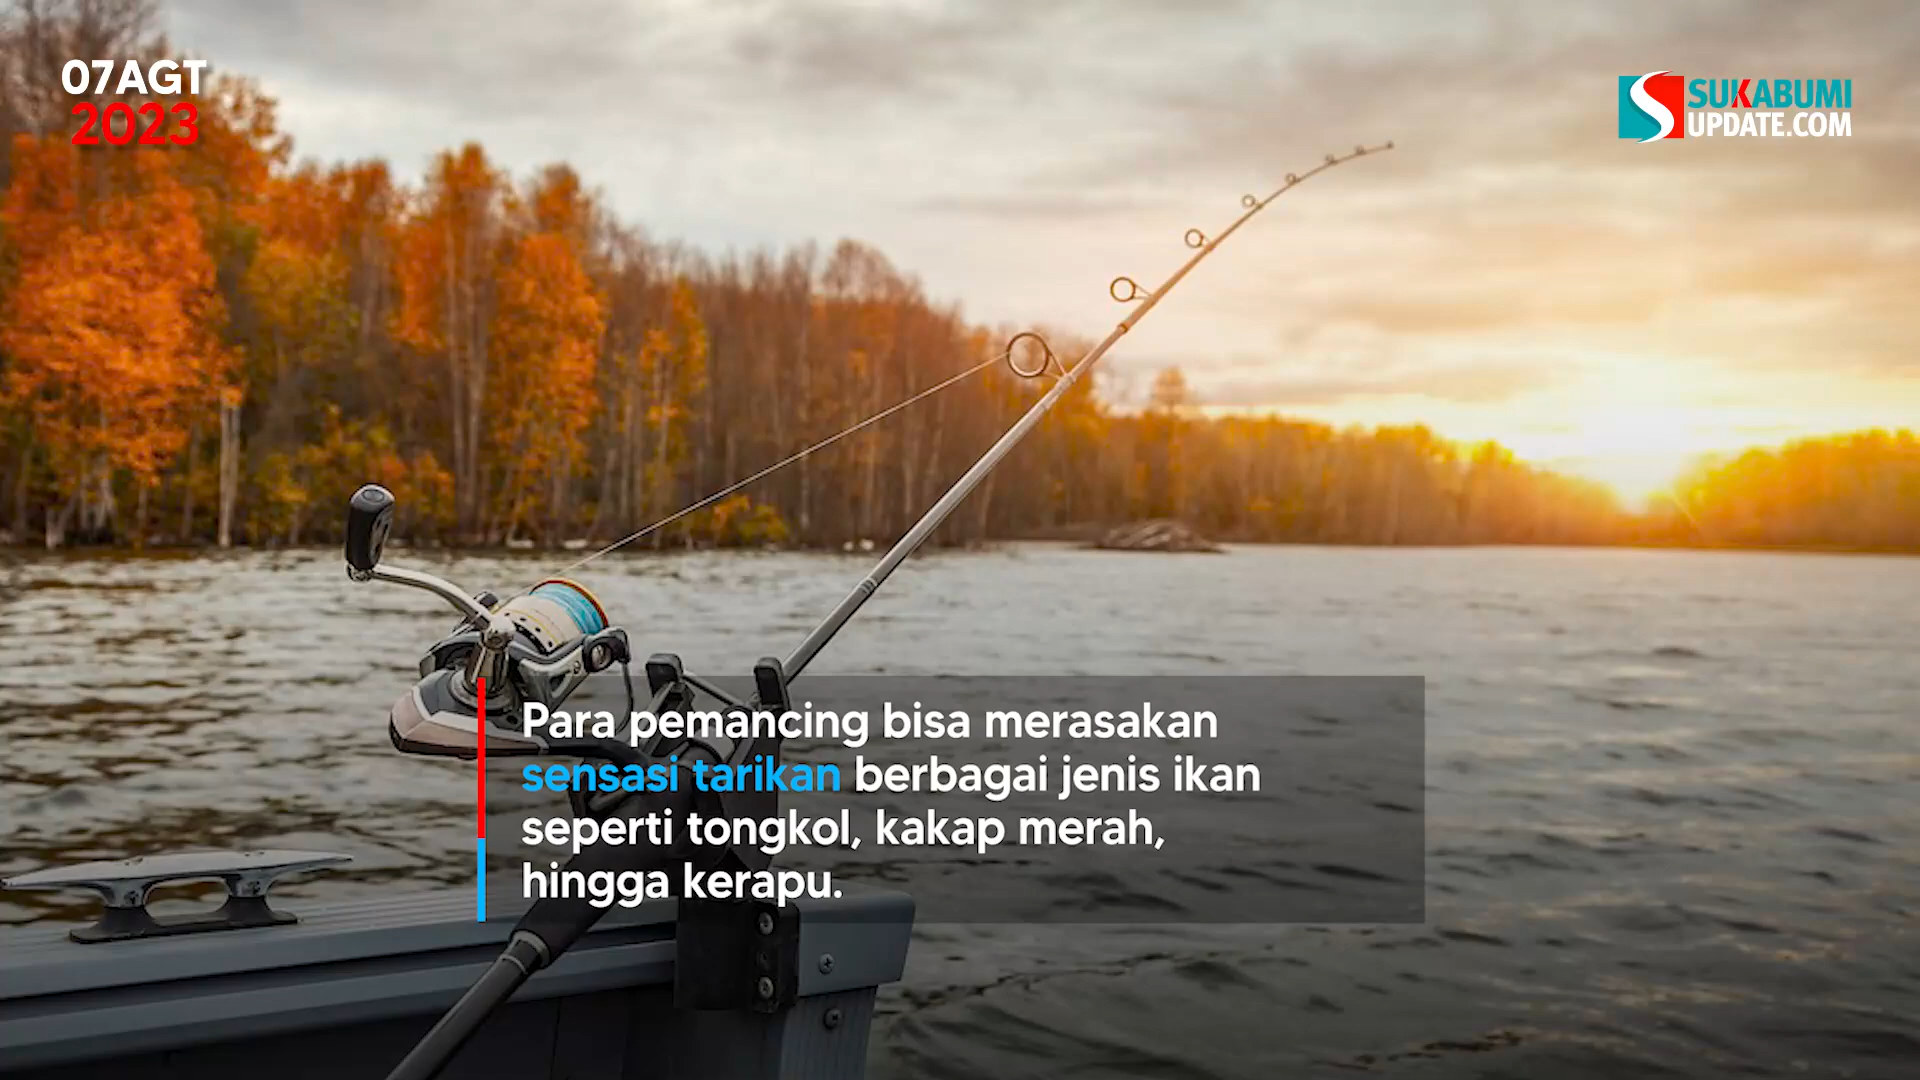 07AGT
2023
SUKABUMI
UPDATE.COM
Para pemancing bisa merasakan
sensasi tarikan berbagai jenis ikan
seperti tongkol, kakap merah,
hingga kerapu.